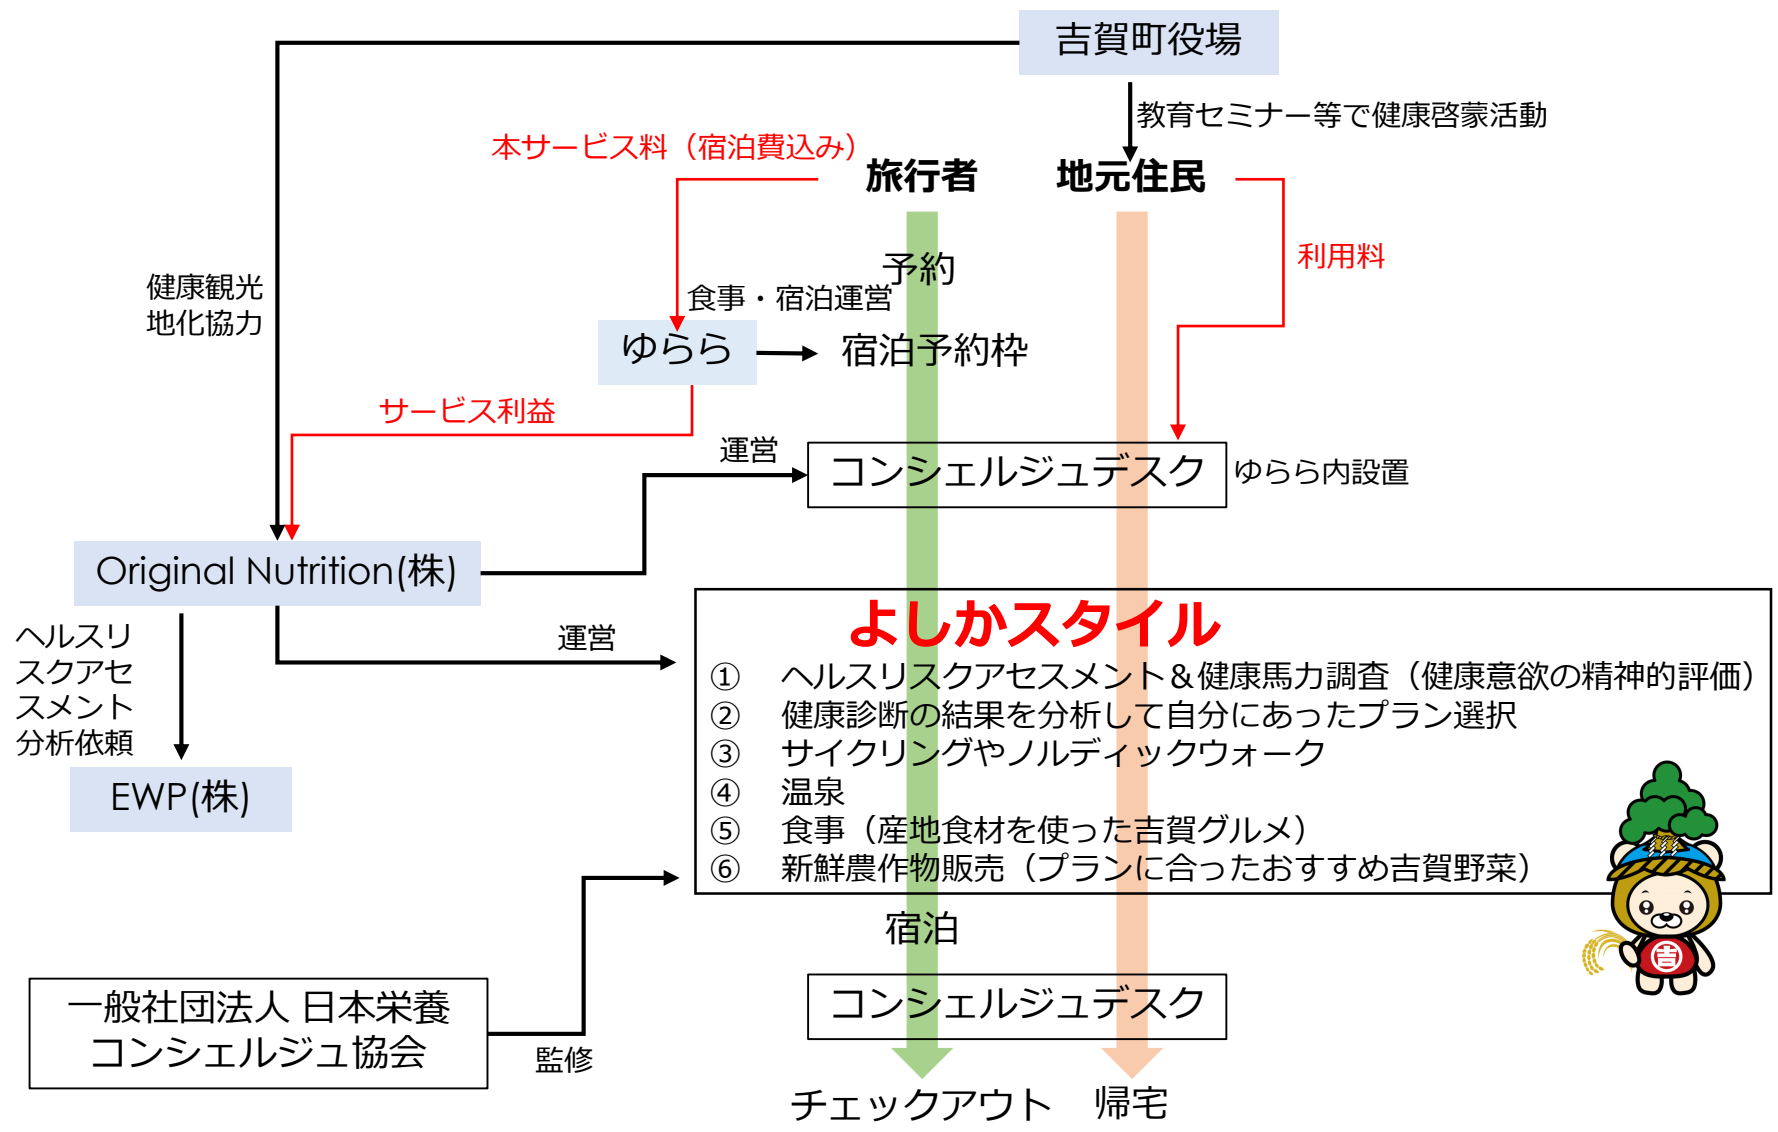 吉賀町役場
教育セミナー等で健康啓蒙活動
本サービス料（宿泊費込み）
旅行者
地元住民
利用料
予約
健康観光
地化協力
食事・宿泊運営
ゆらら
宿泊予約枠
サービス利益
運営
コンシェルジュデスク
ゆらら内設置
Original Nutrition(株)
ヘルスリ
スクアセ
スメント
分析依頼
運営
EWP(株)
よしかスタイル
① ヘルスリスクアセスメント＆健康馬力調査（健康意欲の精神的評価）
② 健康診断の結果を分析して自分にあったプラン選択
③ サイクリングやノルディックウォーク
④ 温泉
⑤ 食事（産地食材を使った吉賀グルメ）
⑥ 新鮮農作物販売（プランに合ったおすすめ吉賀野菜）
吉
宿泊
一般社団法人 日本栄養
コンシェルジュ協会
監修
コンシェルジュデスク
チェックアウト
帰宅